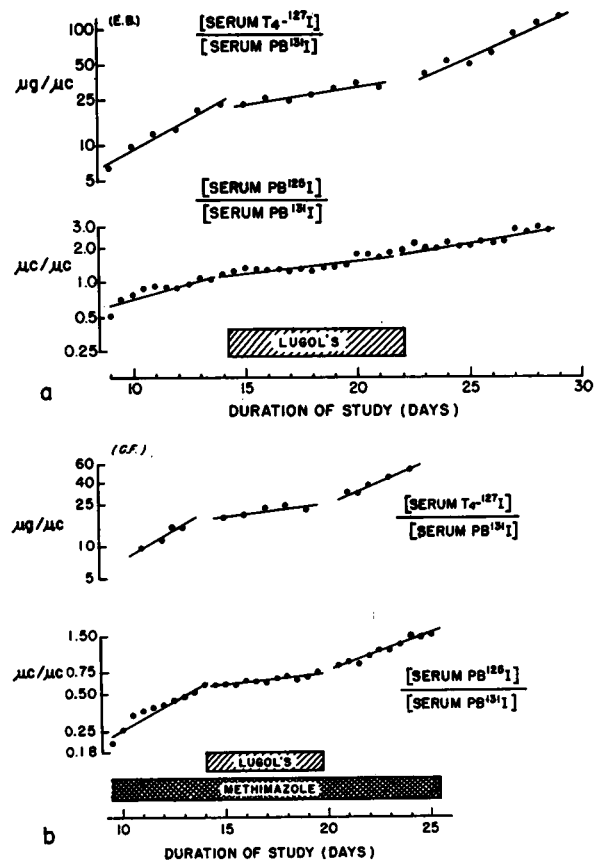 (E.B.)
[SERUM T4-127I]
[SERUM PB131I]
100
50
25
10
5
µg/µc
[SERUM PB125I]
[SERUM PB131I]
3.0
2.0
1.0
0.5
0.25
µc/µc
LUGOL'S
10
15
20
25
30
a
DURATION OF STUDY (DAYS)
(C.F.)
60
40
25
10
5
µg/µc
[SERUM T4-127I]
[SERUM PB131I]
1.50
0.75
0.50
0.25
0.18
µc/µc
[SERUM PB125I]
[SERUM PB131I]
LUGOL'S
METHIMAZOLE
10
15
20
25
b
DURATION OF STUDY (DAYS)